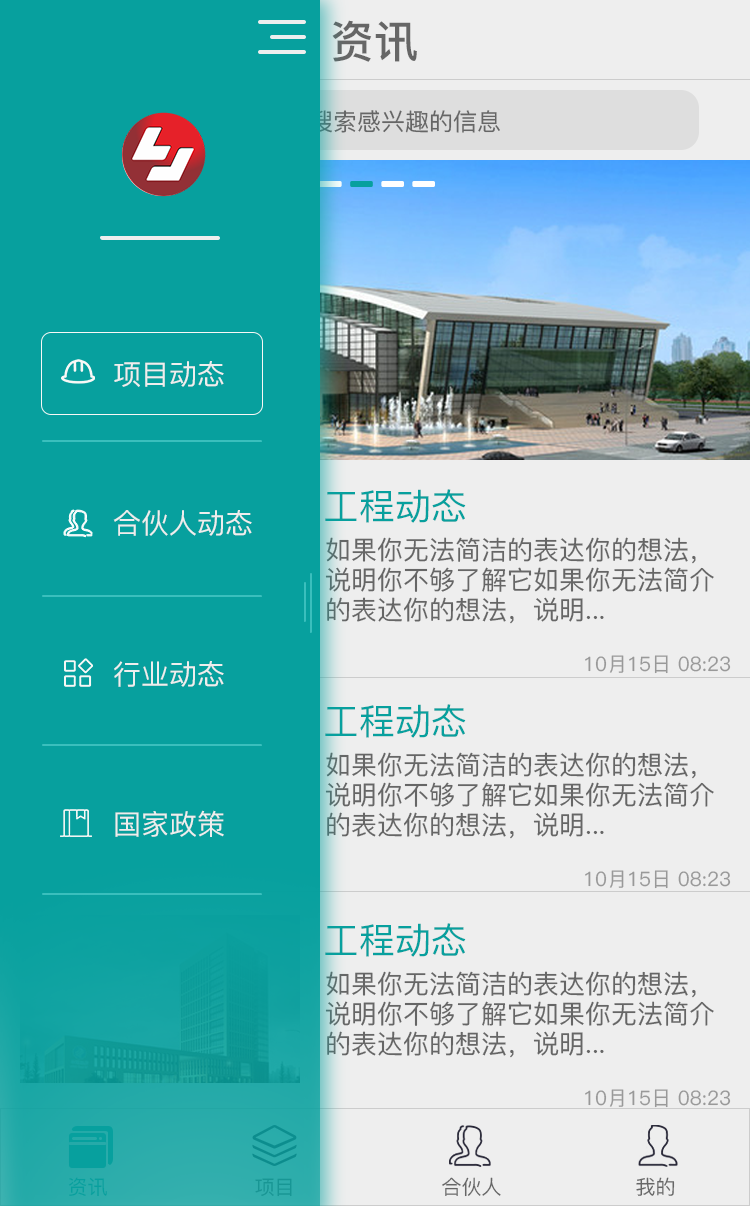 资讯
搜索感兴趣的信息
项目动态
合伙人动态
行业动态
国家政策
工程动态
如果你无法简洁的表达你的想法，
说明你不够了解它如果你无法简介
的表达你的想法，说明...
10月15日 08:23
工程动态
如果你无法简洁的表达你的想法，
说明你不够了解它如果你无法简介
的表达你的想法，说明...
10月15日 08:23
工程动态
如果你无法简洁的表达你的想法，
说明你不够了解它如果你无法简介
的表达你的想法，说明...
10月15日 08:23
资讯
项目
合伙人
我的